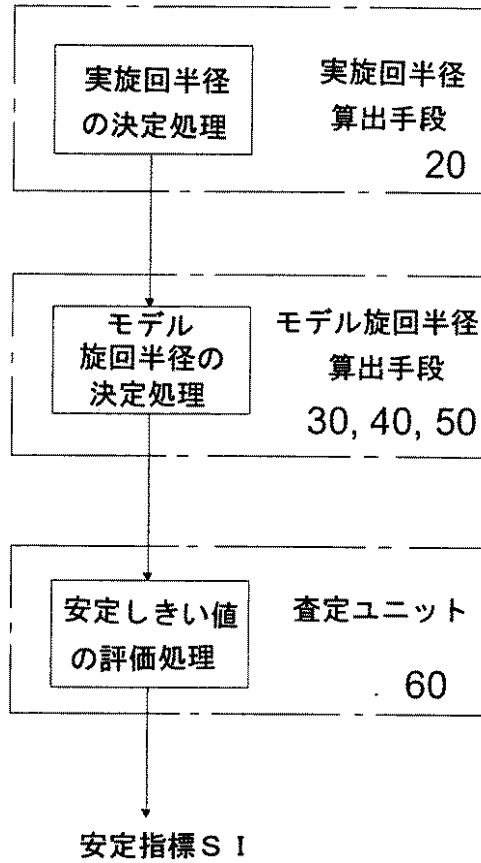 実旋回半径
の決定処理
実旋回半径
算出手段
20
モデル
旋回半径の
決定処理
モデル旋回半径
算出手段
30, 40, 50
安定しきい値
の評価処理
査定ユニット
60
安定指標ＳＩ